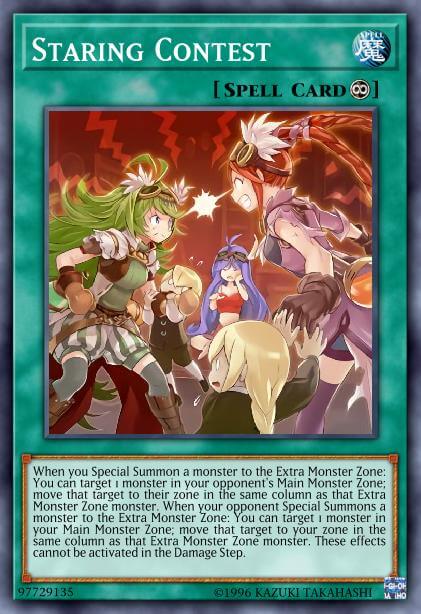 STARING CONTEST
SPELL
魔
[SPELL CARD]
When you Special Summon a monster to the Extra Monster Zone:
You can target 1 monster in your opponent's Main Monster Zone;
move that target to their zone in the same column as that Extra
Monster Zone monster. When your opponent Special Summons
a monster to the Extra Monster Zone: You can target 1 monster in
your Main Monster Zone; move that target to your zone in the
same column as that Extra Monster Zone monster. These effects
cannot be activated in the Damage Step.
97729135
©1996 KAZUKI TAKAHASHI